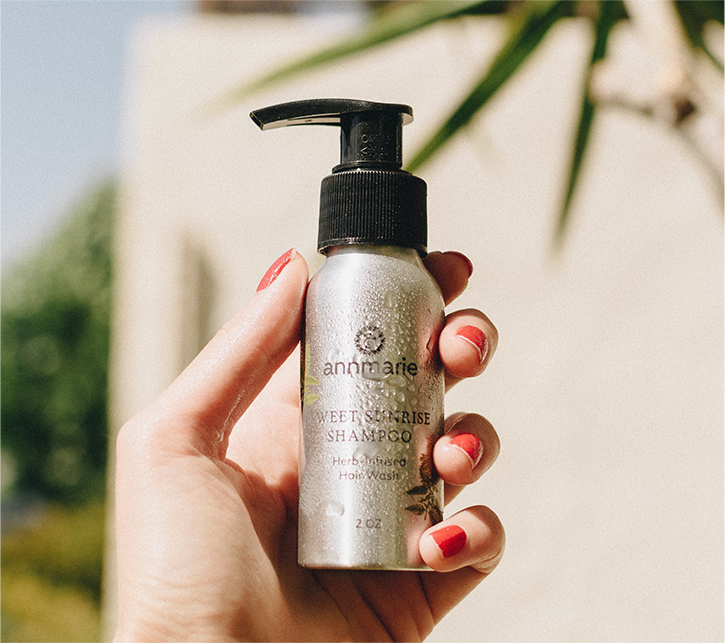 annmarie
WEET SUNRISE
SHAMPOO
Herb-Infused
Hair Wash
2 OZ